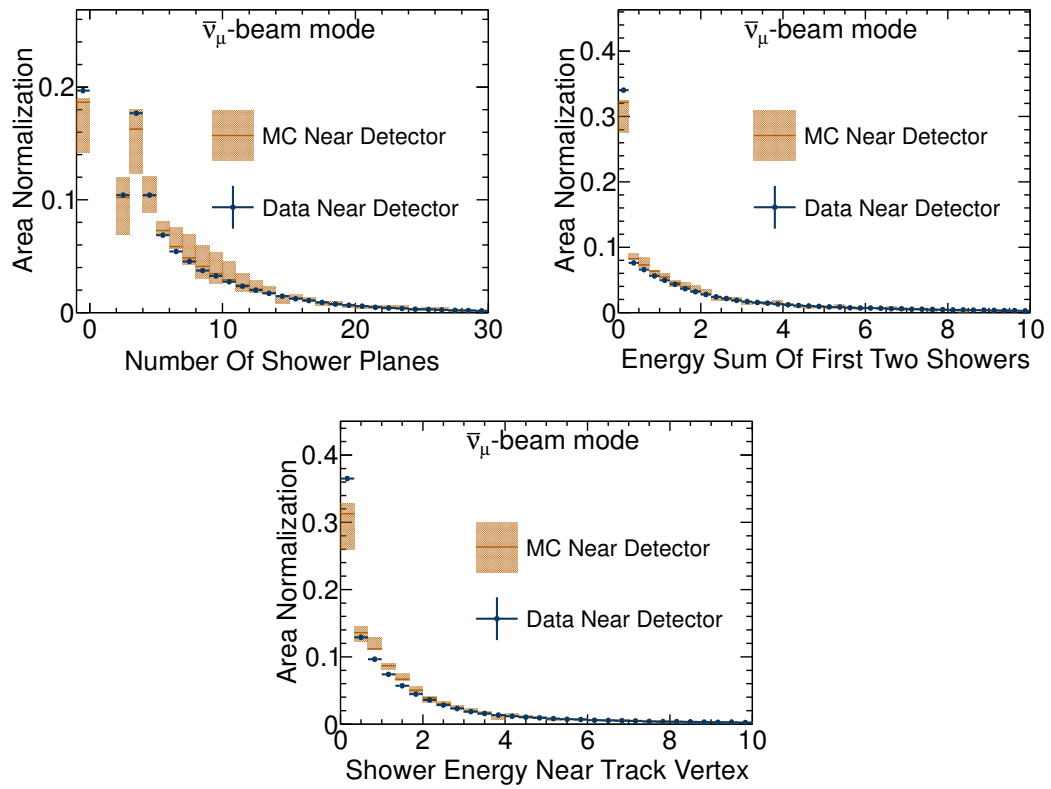 ν̄μ-beam mode
Area Normalization
0.2
0.1
0
MC Near Detector
Data Near Detector
0 10 20 30
Number Of Shower Planes
ν̄μ-beam mode
Area Normalization
0.4
0.3
0.2
0.1
0
MC Near Detector
Data Near Detector
0 2 4 6 8 10
Energy Sum Of First Two Showers
ν̄μ-beam mode
Area Normalization
0.4
0.3
0.2
0.1
0
MC Near Detector
Data Near Detector
0 2 4 6 8 10
Shower Energy Near Track Vertex